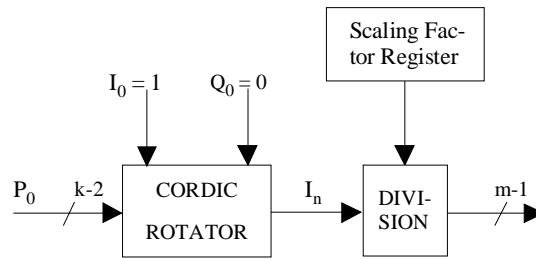 Scaling Fac-
tor Register
I₀ = 1
Q₀ = 0
P₀
k-2
CORDIC
ROTATOR
Iₙ
DIVI-
SION
m-1